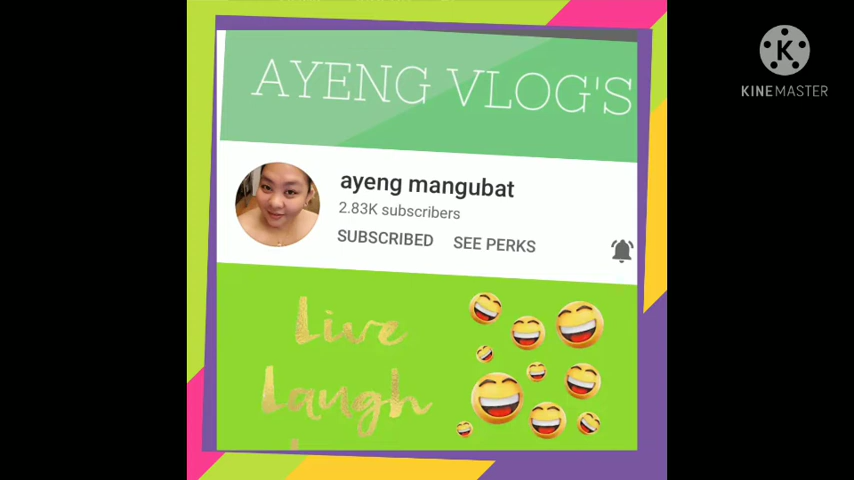 AYENG VLOG'S
KINEMASTER
ayeng mangubat
2.83K subscribers
SUBSCRIBED SEE PERKS
Live
Laugh